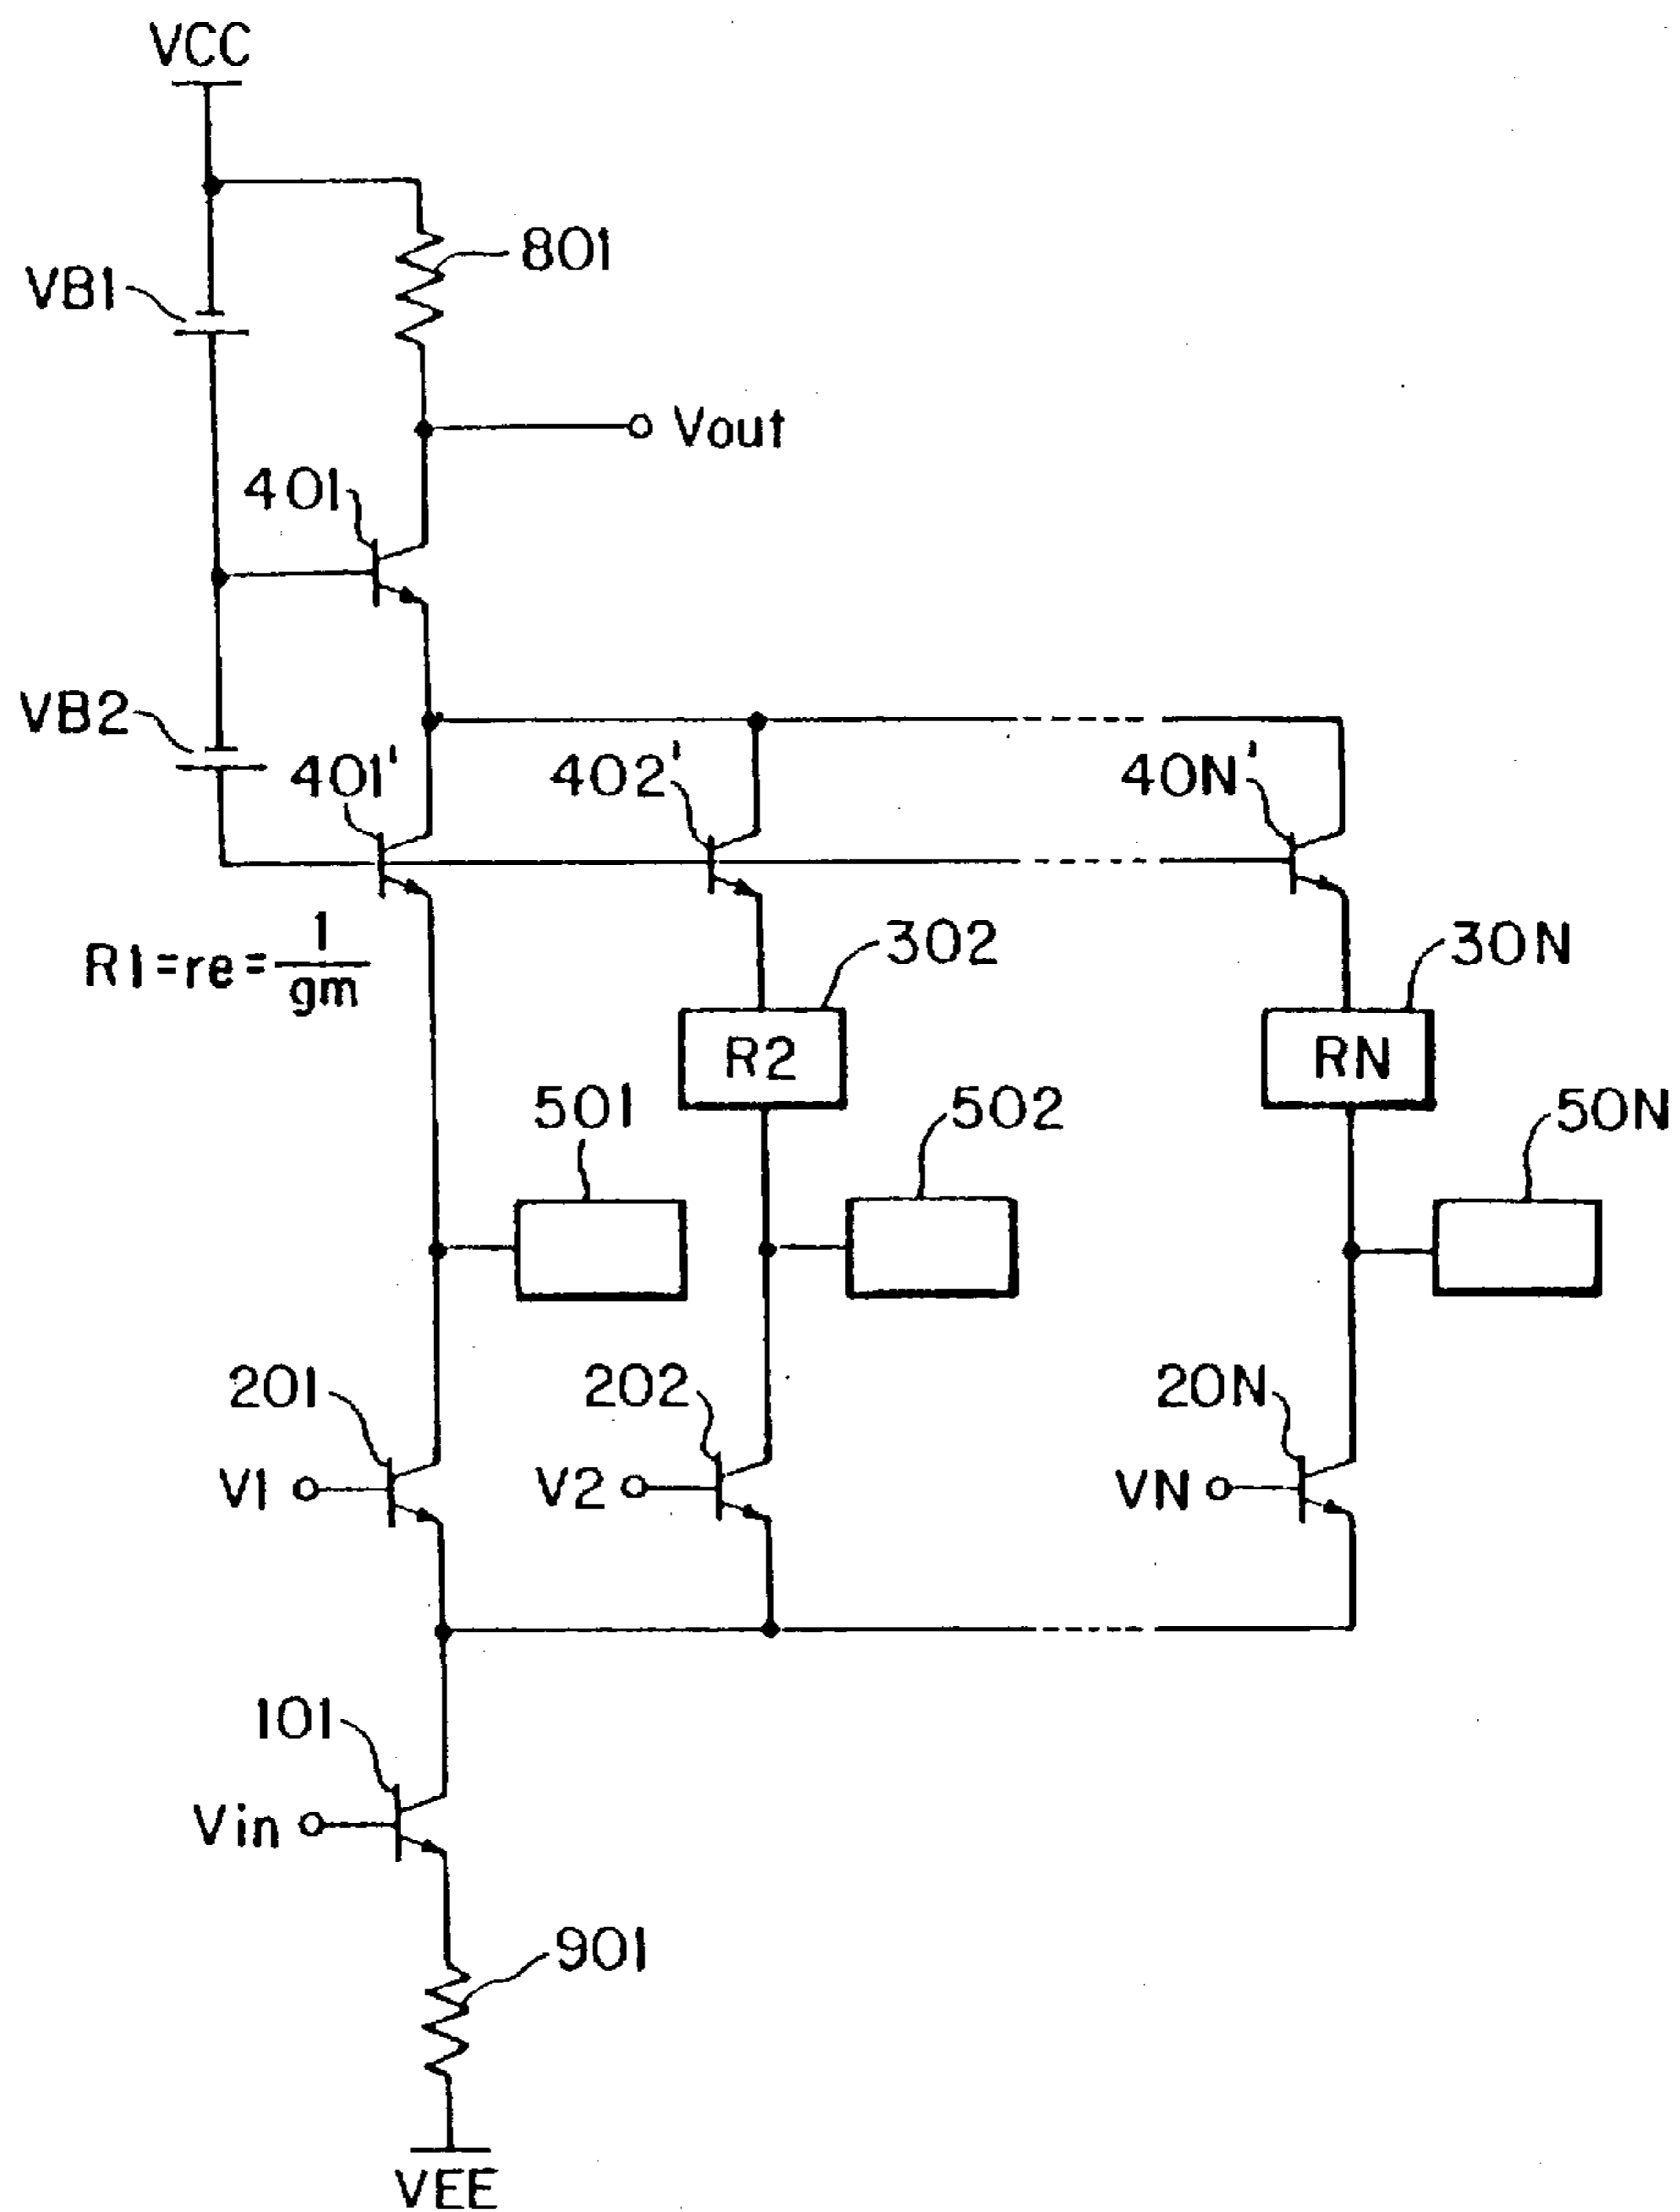 VCC
801
VB1
Vout
401
VB2
401'
402'
40N'
R1=re=1/gm
302
30N
R2
RN
501
502
50N
201
202
20N
V1
V2
VN
101
Vin
901
VEE